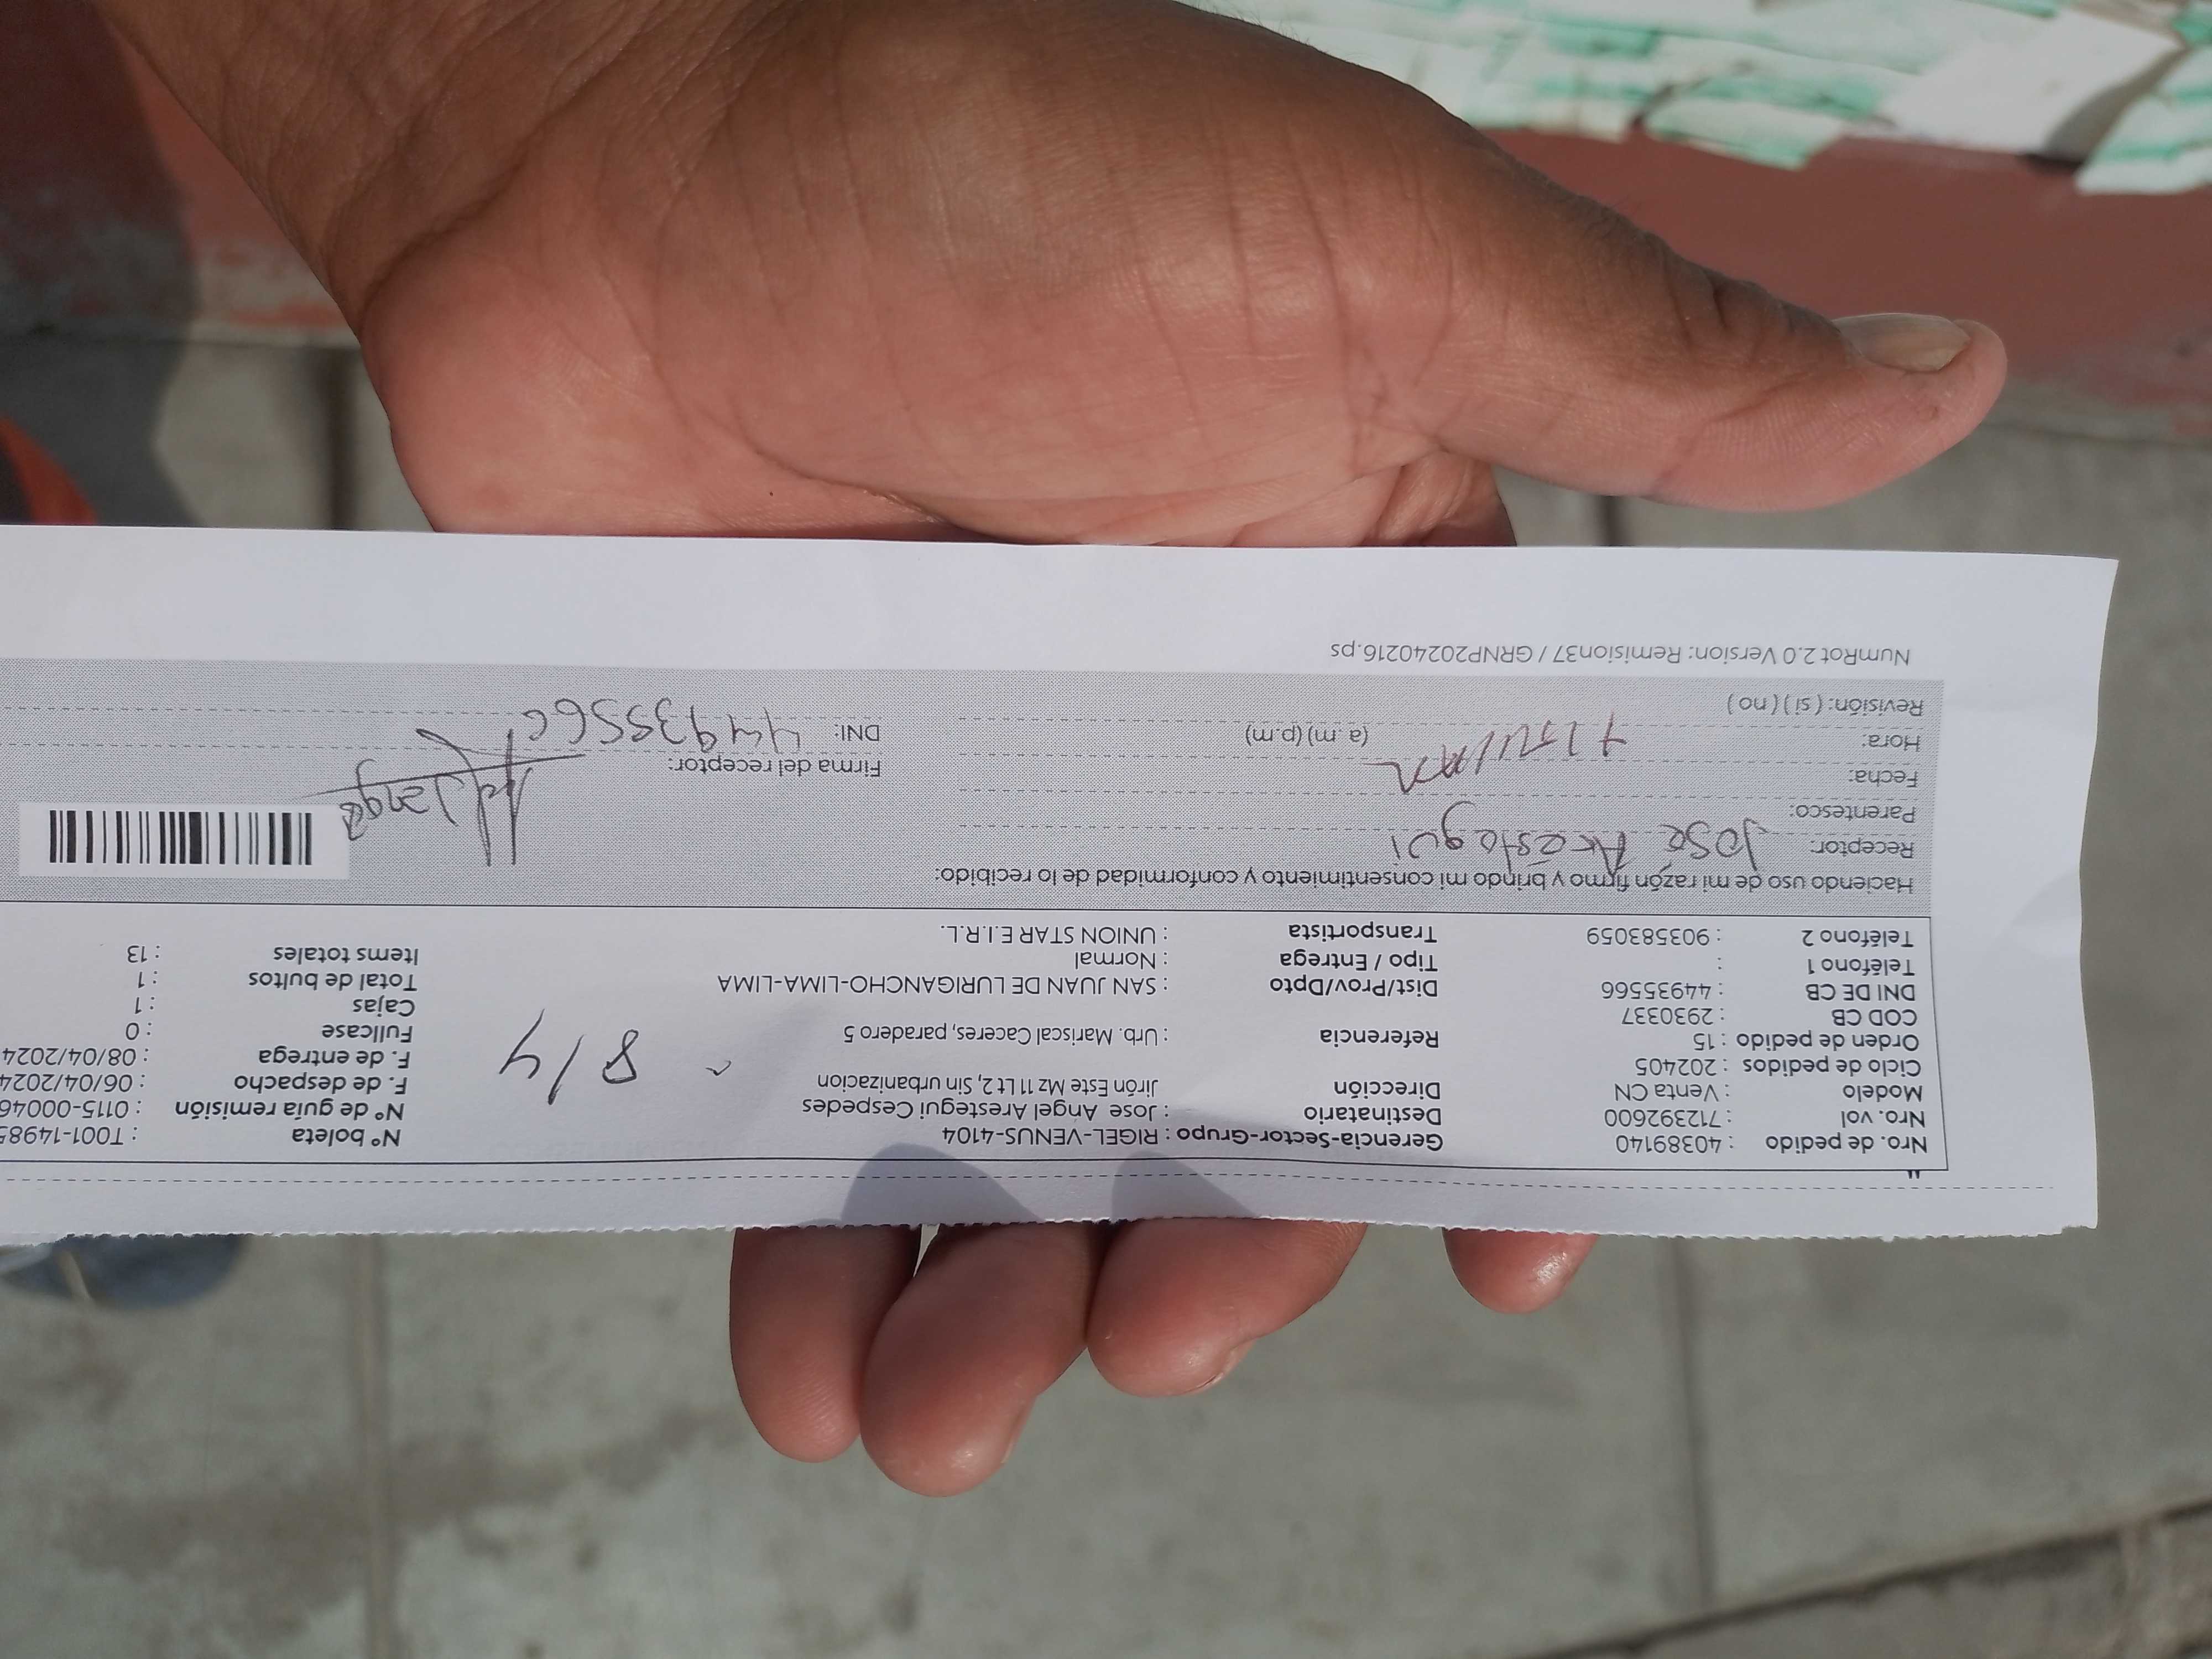 Nro. de pedido : 40389140 Gerencia-Sector-Grupo : RIGEL-VENUS-4104 Nº boleta : T001-14985
Nro. vol : 712392600 Destinatario : Jose Angel Arestegui Cespedes Nº de guía remisión : 0115-00046
Modelo : Venta CN Dirección Jirón Este Mz 11 Lt 2, Sin urbanizacion F. de despacho : 06/04/2024
Ciclo de pedidos : 202405 F. de entrega : 08/04/2024
Orden de pedido : 15 Referencia : Urb. Mariscal Caceres, paradero 5 8/4 Fullcase : 0
COD CB : 2930337 Cajas : 1
DNI DE CB : 44935566 Dist/Prov/Dpto : SAN JUAN DE LURIGANCHO-LIMA-LIMA Total de bultos : 1
Teléfono 1 : Tipo / Entrega : Normal Items totales : 13
Teléfono 2 : 903583059 Transportista : UNION STAR E.I.R.L.
Haciendo uso de mi razón firmo y brindo mi consentimiento y conformidad de lo recibido:
Receptor: Jose Arestegui
Parentesco:
Fecha: Firma del receptor:
Hora: (a.m) (p.m) DNI: 44935566
Revisión: ( si ) ( no )
NumRot 2.0 Version: Remision37 / GRNP20240216.ps